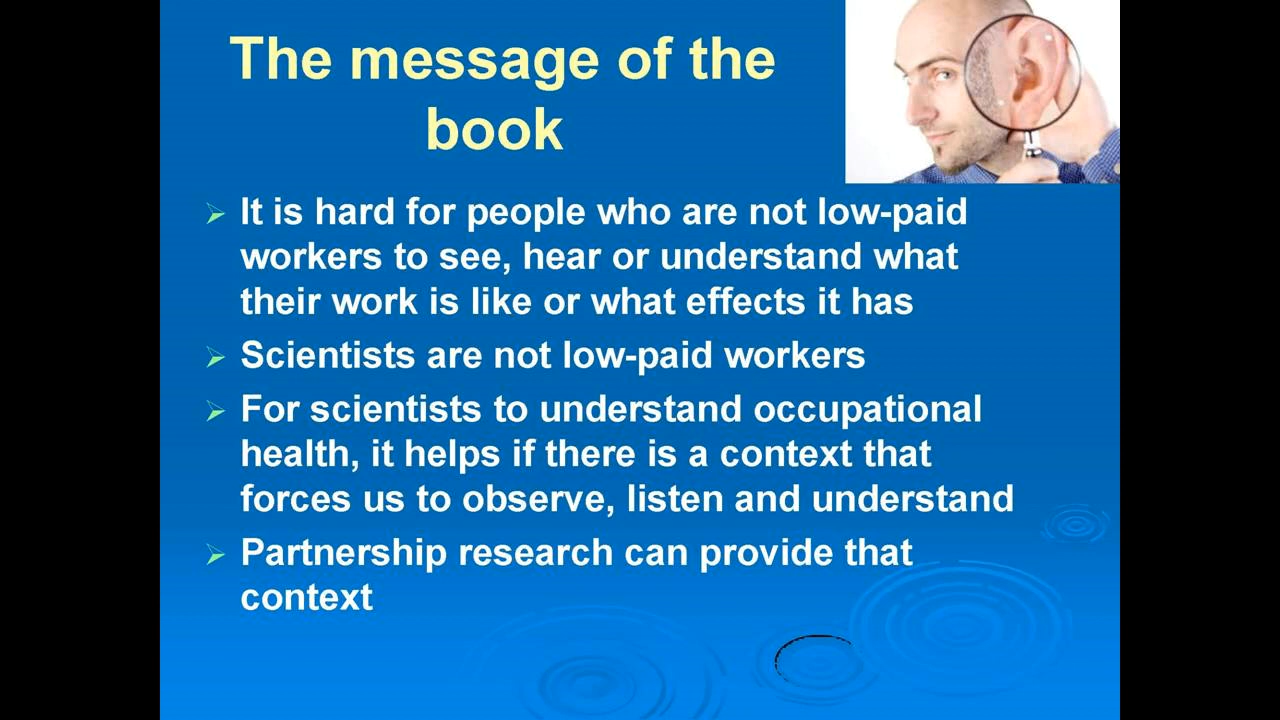 The message of the
book
It is hard for people who are not low-paid
workers to see, hear or understand what
their work is like or what effects it has
Scientists are not low-paid workers
For scientists to understand occupational
health, it helps if there is a context that
forces us to observe, listen and understand
Partnership research can provide that
context